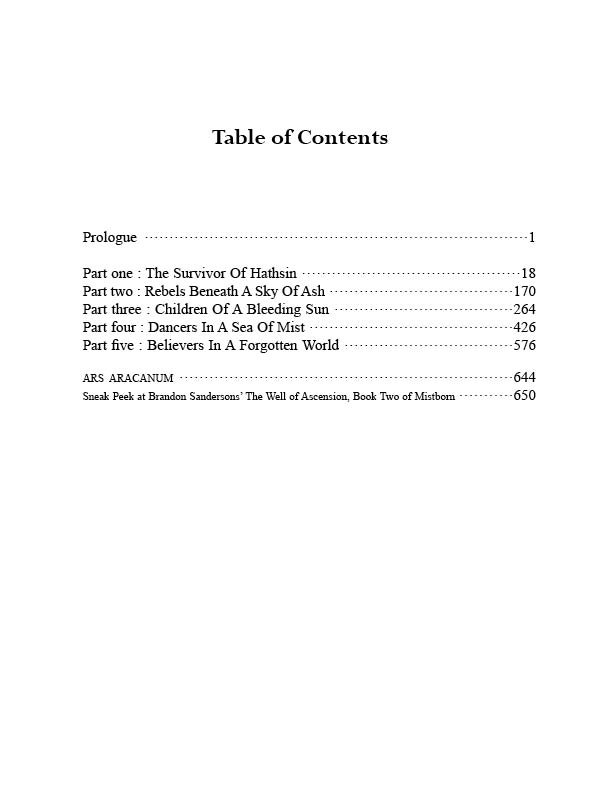 Table of Contents
Prologue ··········································································1
Part one : The Survivor Of Hathsin ············································18
Part two : Rebels Beneath A Sky Of Ash ·····································170
Part three : Children Of A Bleeding Sun ····································264
Part four : Dancers In A Sea Of Mist ·········································426
Part five : Believers In A Forgotten World ··································576
ARS ARACANUM ···································································644
Sneak Peek at Brandon Sandersons’ The Well of Ascension, Book Two of Mistborn ···········650